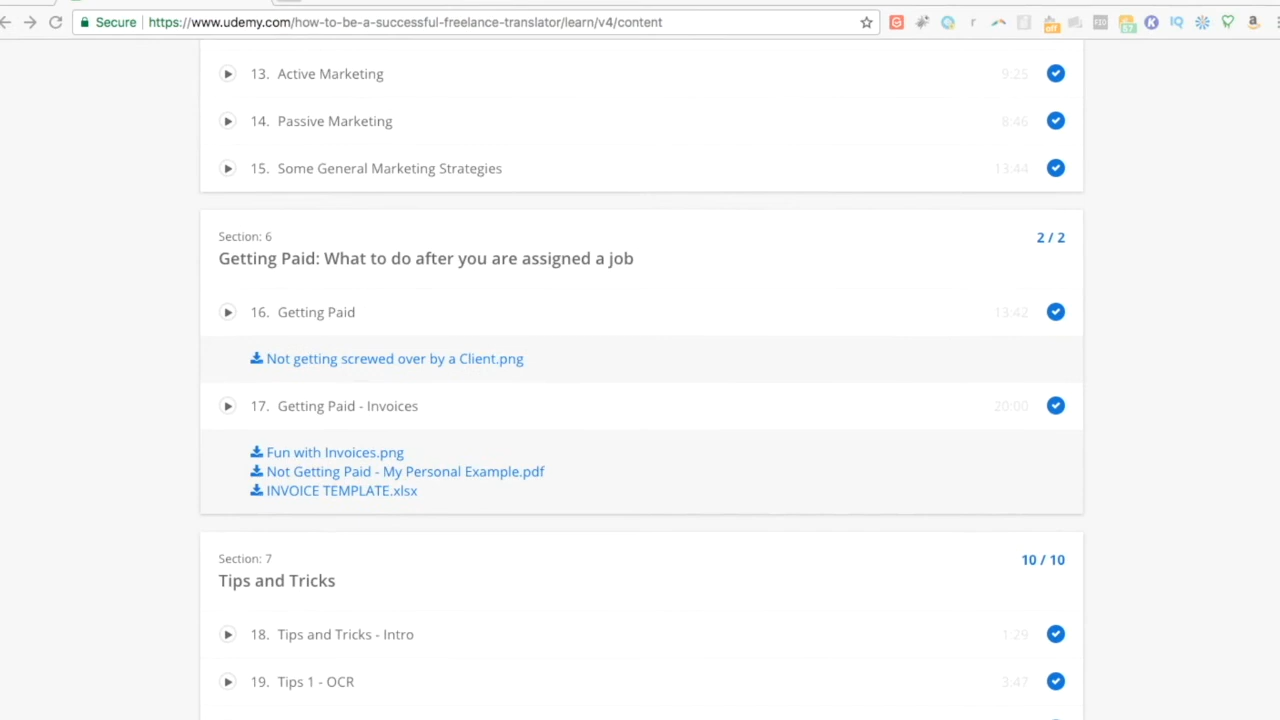 Secure https://www.udemy.com/how-to-be-a-successful-freelance-translator/learn/v4/content
13. Active Marketing 9:25
14. Passive Marketing 8:46
15. Some General Marketing Strategies 13:44
Section: 6 2 / 2
Getting Paid: What to do after you are assigned a job
16. Getting Paid 13:42
Not getting screwed over by a Client.png
17. Getting Paid - Invoices 20:00
Fun with Invoices.png
Not Getting Paid - My Personal Example.pdf
INVOICE TEMPLATE.xlsx
Section: 7 10 / 10
Tips and Tricks
18. Tips and Tricks - Intro 1:29
19. Tips 1 - OCR 3:47